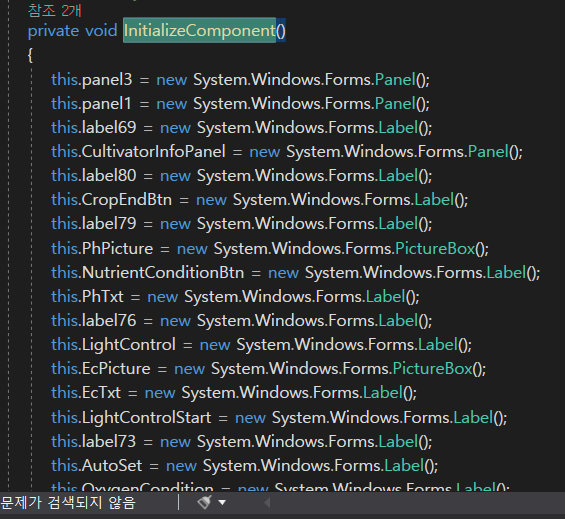 참조 2개
private void InitializeComponent()
{
this.panel3 = new System.Windows.Forms.Panel();
this.panel1 = new System.Windows.Forms.Panel();
this.label69 = new System.Windows.Forms.Label();
this.CultivatorInfoPanel = new System.Windows.Forms.Panel();
this.label80 = new System.Windows.Forms.Label();
this.CropEndBtn = new System.Windows.Forms.Label();
this.label79 = new System.Windows.Forms.Label();
this.PhPicture = new System.Windows.Forms.PictureBox();
this.NutrientConditionBtn = new System.Windows.Forms.Label();
this.PhTxt = new System.Windows.Forms.Label();
this.label76 = new System.Windows.Forms.Label();
this.LightControl = new System.Windows.Forms.Label();
this.EcPicture = new System.Windows.Forms.PictureBox();
this.EcTxt = new System.Windows.Forms.Label();
this.LightControlStart = new System.Windows.Forms.Label();
this.label73 = new System.Windows.Forms.Label();
this.AutoSet = new System.Windows.Forms.Label();
this.OxygenCondition = new System.Windows.Forms.Label();
문제가 검색되지 않음